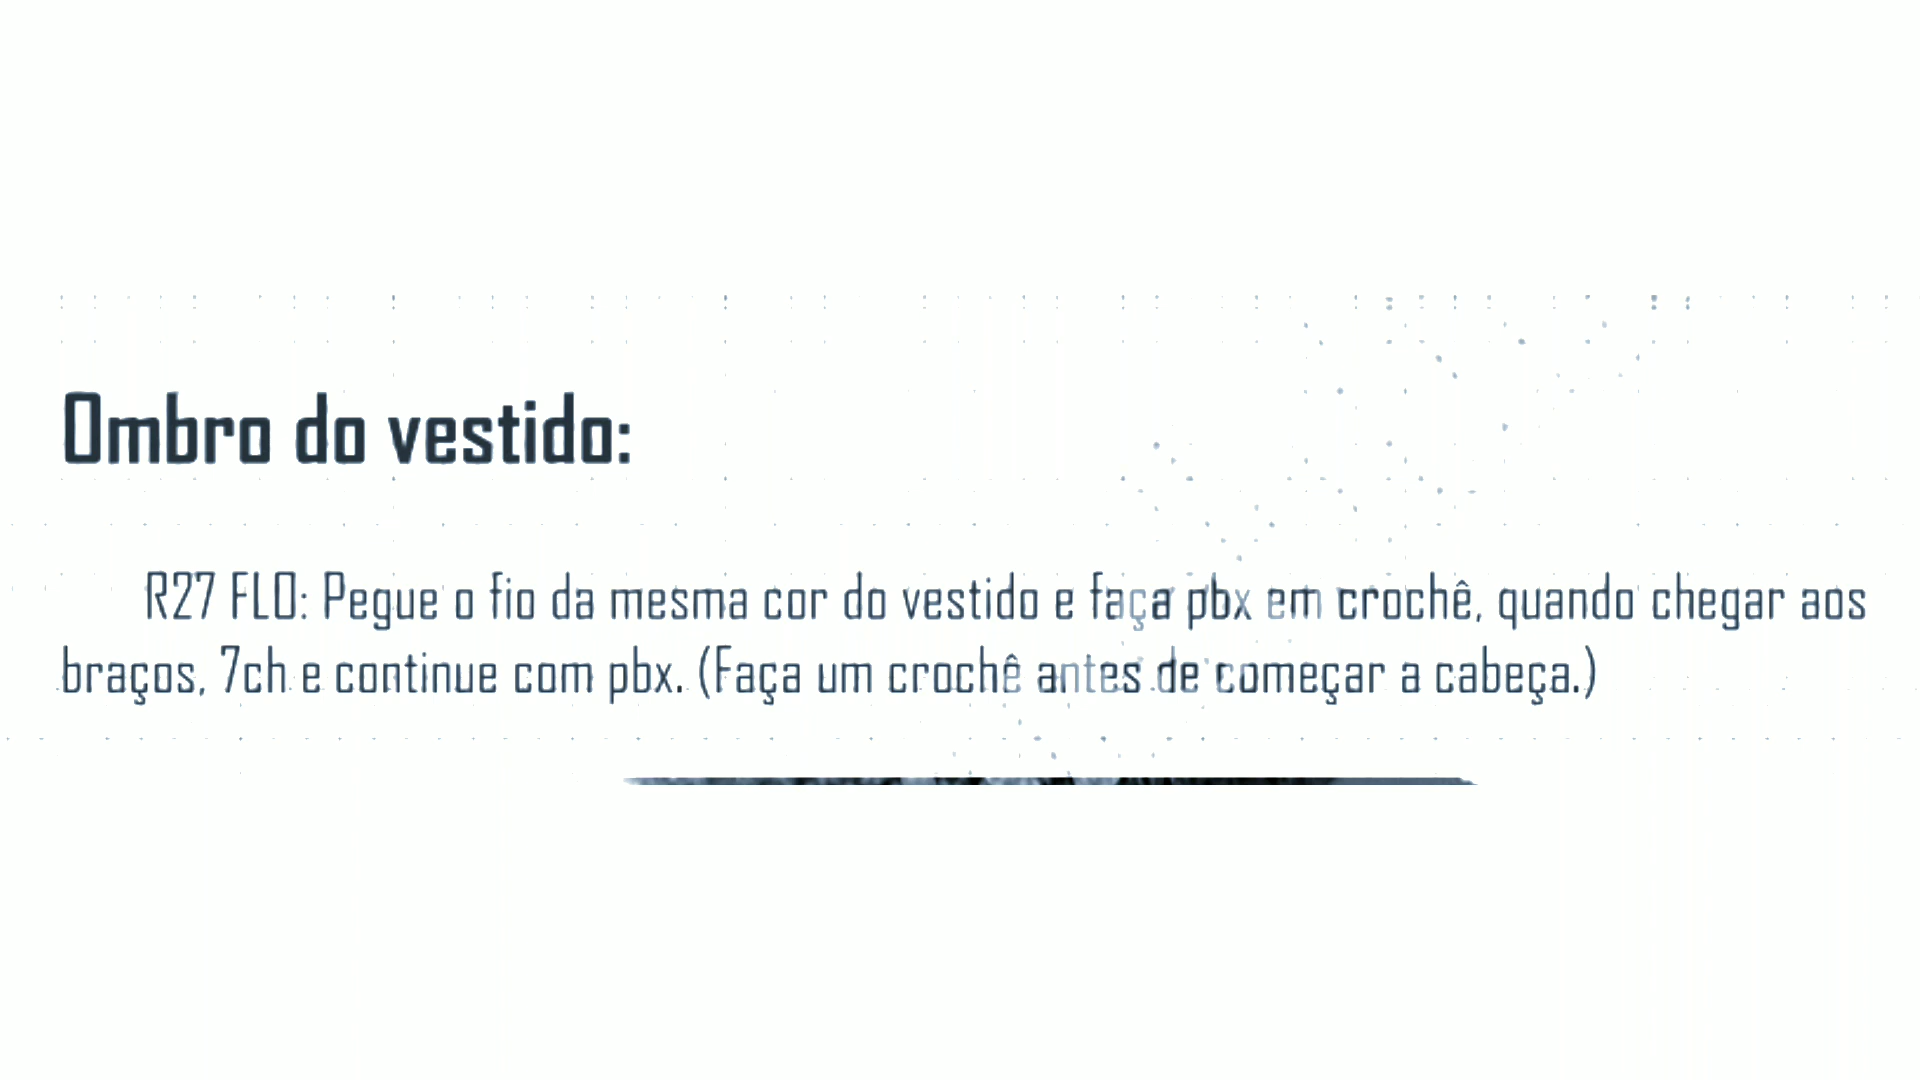 Ombro do vestido:
R27 FLO: Pegue o fio da mesma cor do vestido e faça pbx em crochê, quando chegar aos
braços, 7ch e continue com pbx. (Faça um crochê antes de começar a cabeça.)